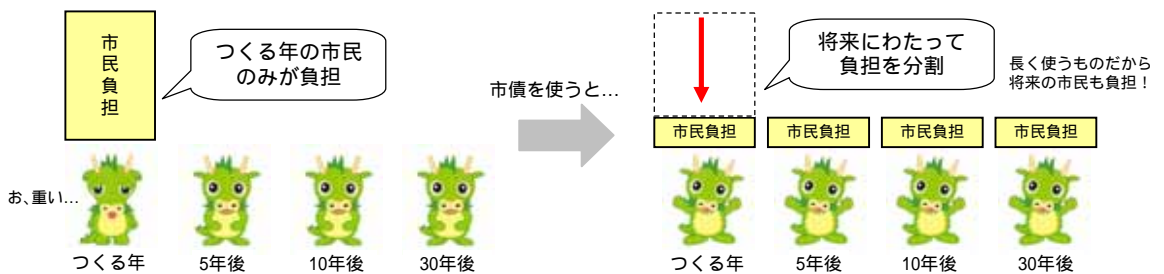 市民負担
つくる年の市民
のみが負担
お、重い…
つくる年
5年後
10年後
30年後
市債を使うと…
将来にわたって
負担を分割
長く使うものだから
将来の市民も負担！
市民負担
市民負担
市民負担
市民負担
つくる年
5年後
10年後
30年後